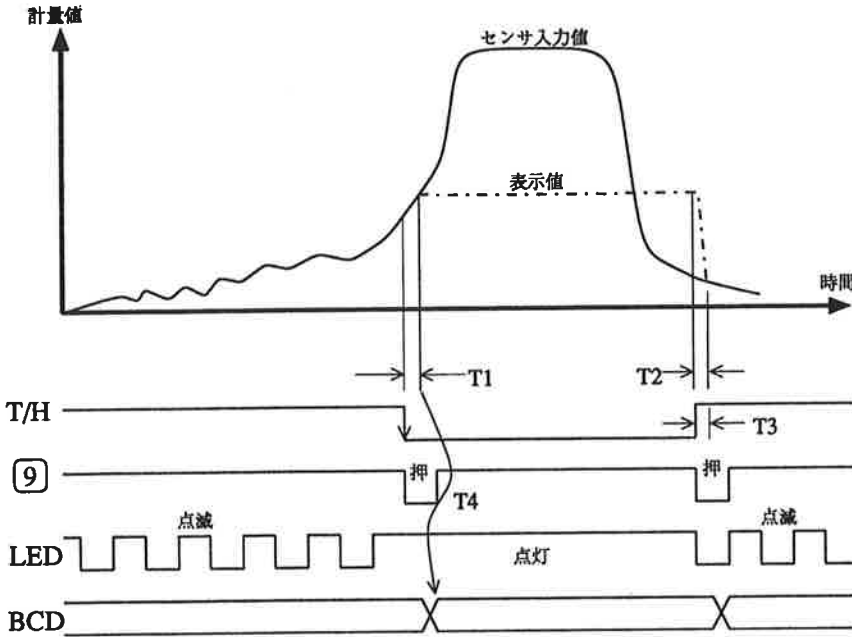 計量値
センサ入力値
表示値
時間
T1
T2
T/H
T3
9
押
押
T4
点滅
点滅
LED
点灯
BCD